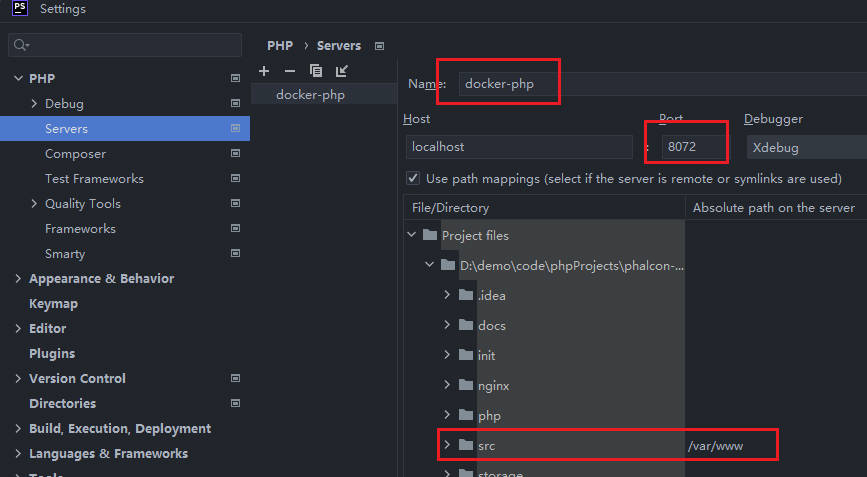 PS Settings
PHP
Debug
Servers
Composer
Test Frameworks
Quality Tools
Frameworks
Smarty
Appearance & Behavior
Keymap
Editor
Plugins
Version Control
Directories
Build, Execution, Deployment
Languages & Frameworks
Tools
PHP › Servers
docker-php
Name: docker-php
Host Port Debugger
localhost : 8072 Xdebug
Use path mappings (select if the server is remote or symlinks are used)
File/Directory Absolute path on the server
Project files
D:\demo\code\phpProjects\phalcon-...
.idea
docs
init
nginx
php
src /var/www
storage